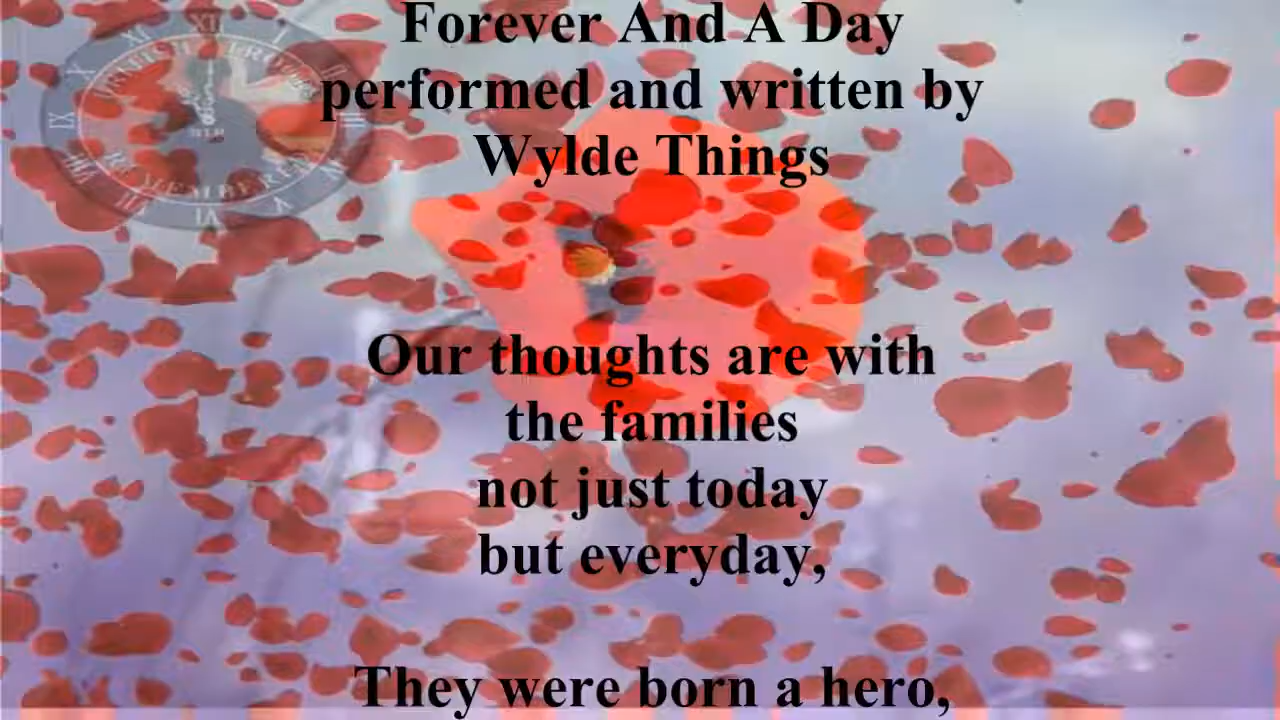 Forever And A Day
performed and written by
Wylde Things
Our thoughts are with
the families
not just today
but everyday,
They were born a hero,